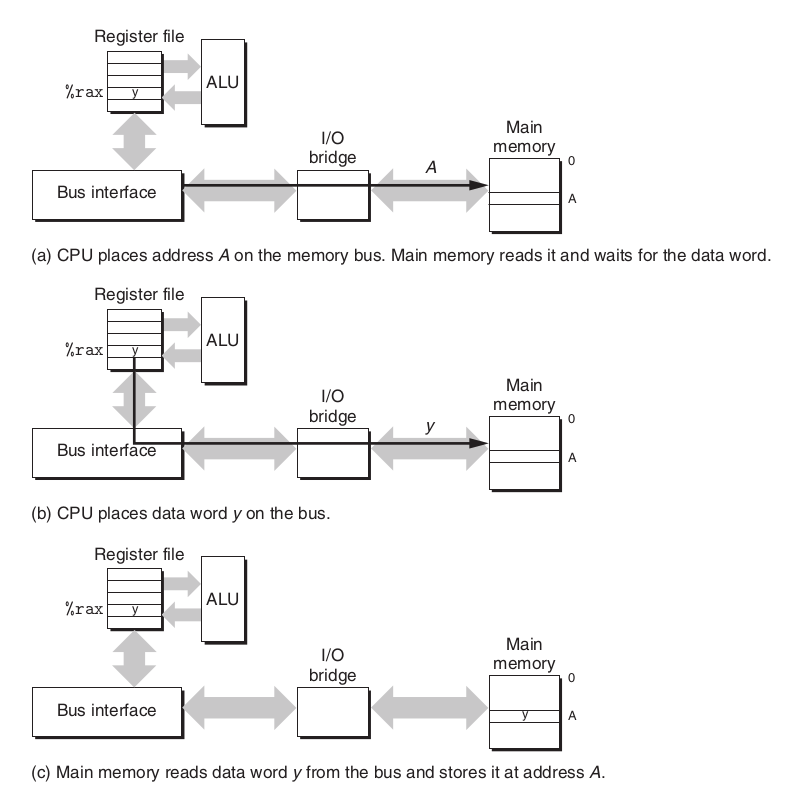 Register file
ALU
%rax
y
I/O
bridge
Main
memory
0
A
A
Bus interface
(a) CPU places address A on the memory bus. Main memory reads it and waits for the data word.
Register file
ALU
%rax
y
I/O
bridge
Main
memory
0
y
A
Bus interface
(b) CPU places data word y on the bus.
Register file
ALU
%rax
y
I/O
bridge
Main
memory
0
Bus interface
y
A
(c) Main memory reads data word y from the bus and stores it at address A.